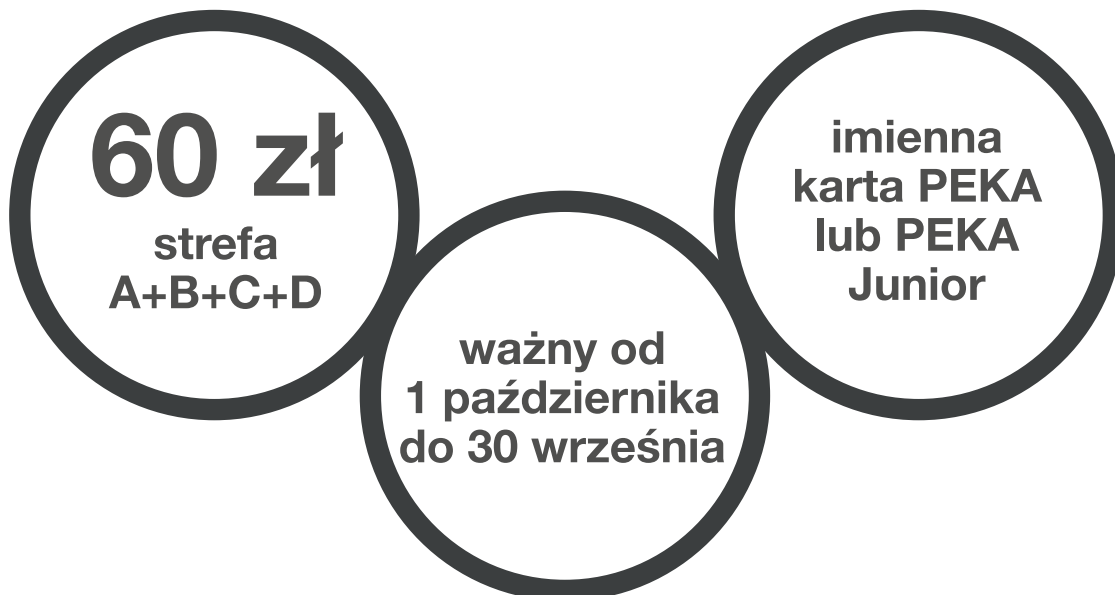 60 zł
strefa
A+B+C+D
ważny od
1 października
do 30 września
imienna
karta PEKA
lub PEKA
Junior